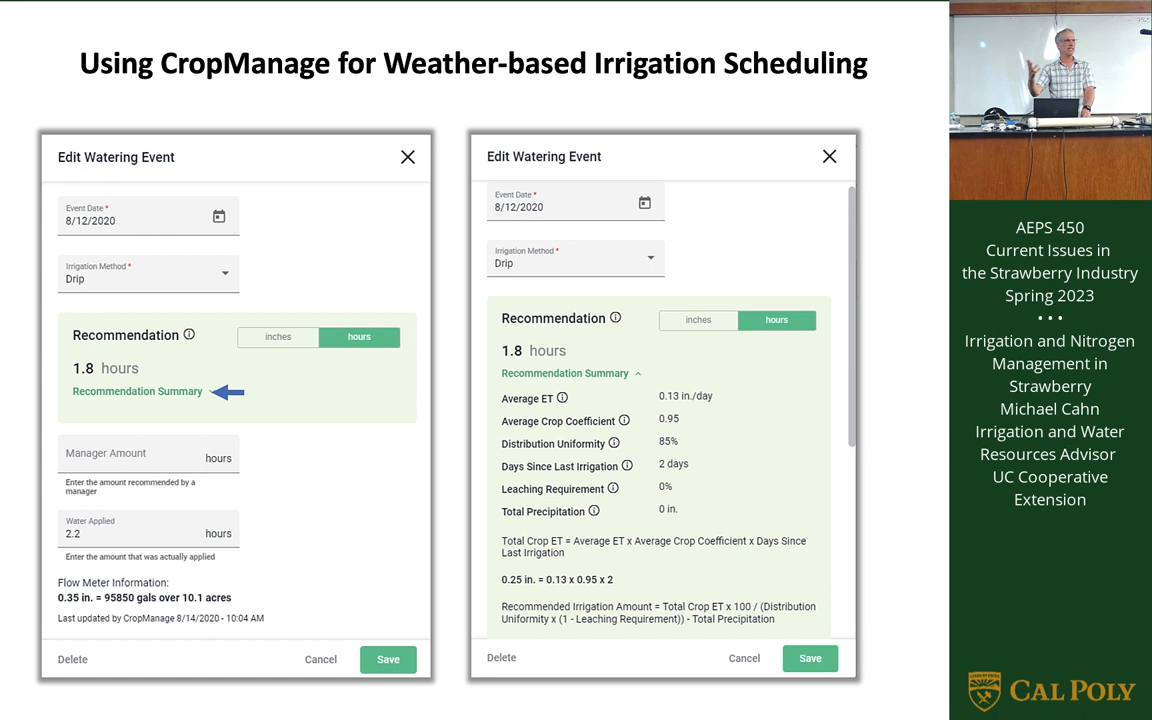 Using CropManage for Weather-based Irrigation Scheduling
Edit Watering Event
Event Date *
8/12/2020
Irrigation Method *
Drip
Recommendation
inches
hours
1.8 hours
Recommendation Summary
Manager Amount
hours
Enter the amount recommended by a
manager
Water Applied
2.2
hours
Enter the amount that was actually applied
Flow Meter Information:
0.35 in. = 95850 gals over 10.1 acres
Last updated by CropManage 8/14/2020 - 10:04 AM
Delete
Cancel
Save
Edit Watering Event
Event Date *
8/12/2020
Irrigation Method *
Drip
Recommendation
inches
hours
1.8 hours
Recommendation Summary
Average ET 0.13 in./day
Average Crop Coefficient 0.95
Distribution Uniformity 85%
Days Since Last Irrigation 2 days
Leaching Requirement 0%
Total Precipitation 0 in.
Total Crop ET = Average ET x Average Crop Coefficient x Days Since
Last Irrigation
0.25 in. = 0.13 x 0.95 x 2
Recommended Irrigation Amount = Total Crop ET x 100 / (Distribution
Uniformity x (1 - Leaching Requirement)) - Total Precipitation
Delete
Cancel
Save
AEPS 450
Current Issues in
the Strawberry Industry
Spring 2023
• • •
Irrigation and Nitrogen
Management in
Strawberry
Michael Cahn
Irrigation and Water
Resources Advisor
UC Cooperative
Extension
CAL POLY